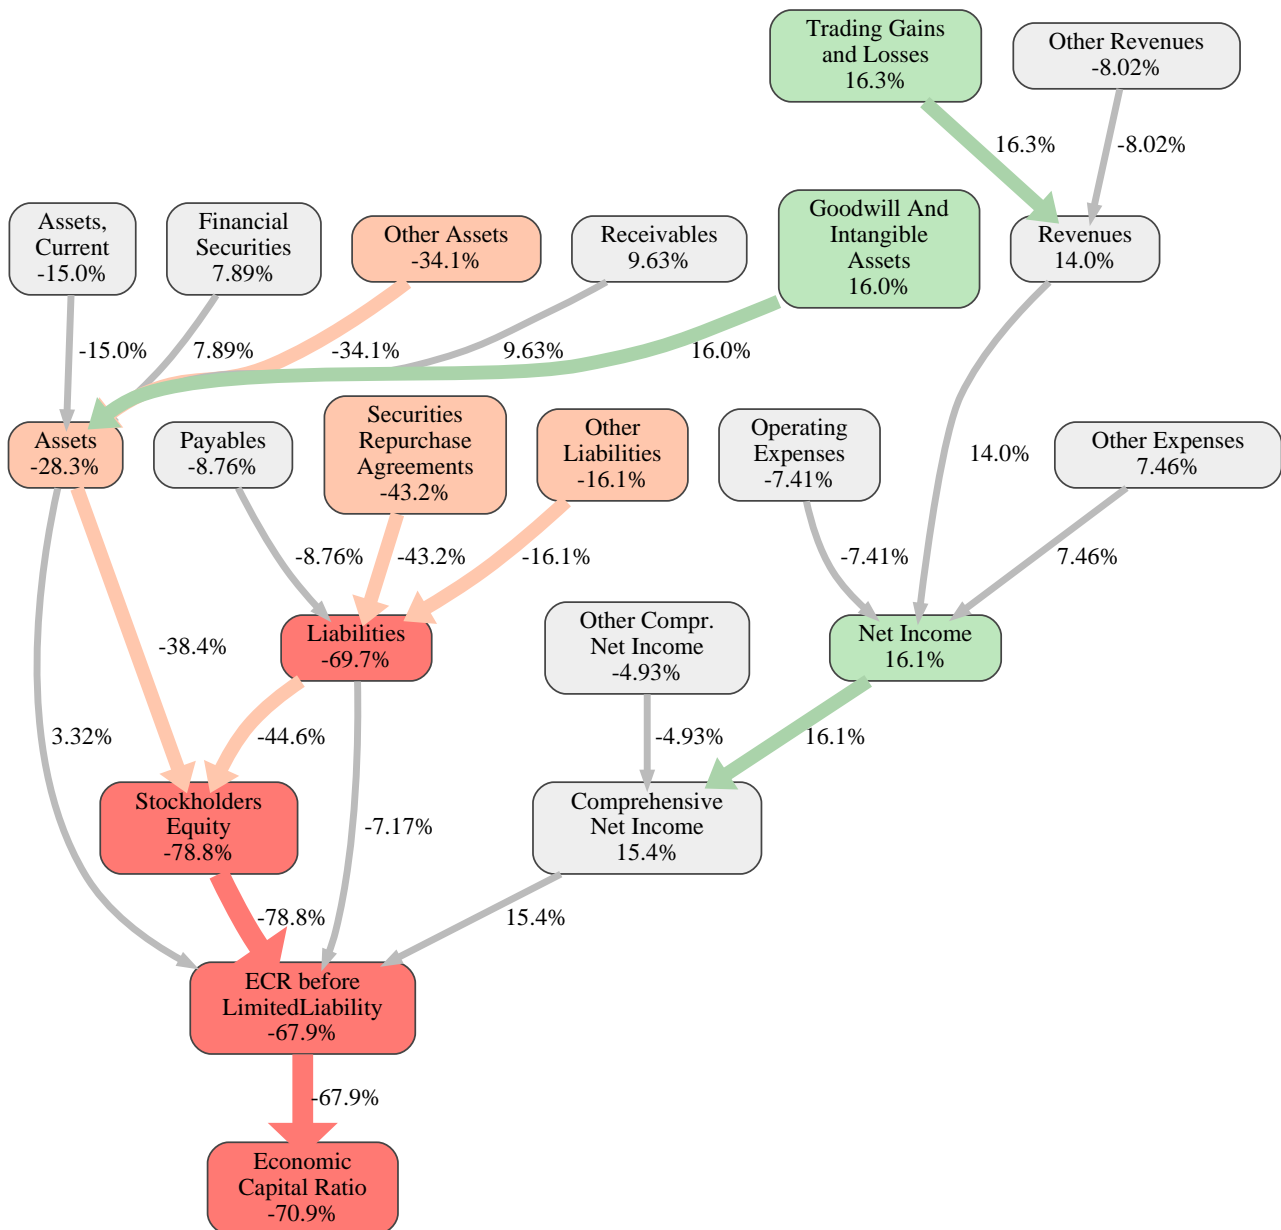 Trading Gains
and Losses
16.3%
Other Revenues
-8.02%
16.3%
-8.02%
Assets,
Current
-15.0%
Financial
Securities
7.89%
Other Assets
-34.1%
Receivables
9.63%
Goodwill And
Intangible
Assets
16.0%
Revenues
14.0%
-15.0%
7.89%
-34.1%
9.63%
16.0%
Assets
-28.3%
Payables
-8.76%
Securities
Repurchase
Agreements
-43.2%
Other
Liabilities
-16.1%
Operating
Expenses
-7.41%
14.0%
Other Expenses
7.46%
-8.76%
-43.2%
-16.1%
-7.41%
7.46%
-38.4%
Liabilities
-69.7%
Other Compr.
Net Income
-4.93%
Net Income
16.1%
3.32%
-44.6%
-4.93%
16.1%
Stockholders
Equity
-78.8%
-7.17%
Comprehensive
Net Income
15.4%
-78.8%
15.4%
ECR before
LimitedLiability
-67.9%
-67.9%
Economic
Capital Ratio
-70.9%